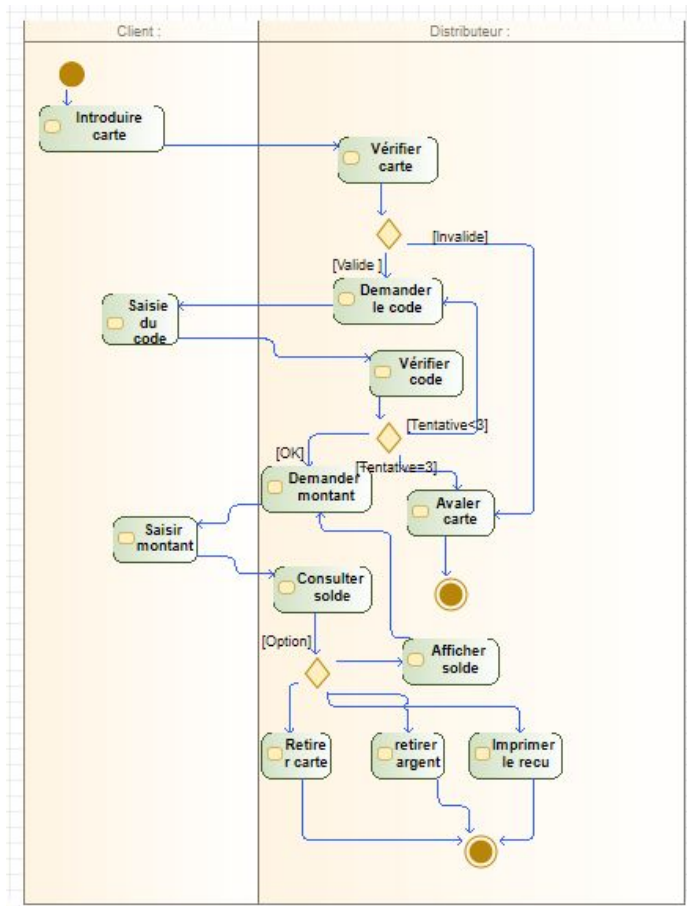 Client :
Distributeur :
Introduire
carte
Vérifier
carte
[Invalide]
[Valide ]
Demander
le code
Saisie
du
code
Vérifier
code
[Tentative<3]
[OK]
[Tentative=3]
Demander
montant
Avaler
carte
Saisir
montant
Consulter
solde
[Option]
Afficher
solde
Retire
r carte
retirer
argent
Imprimer
le recu